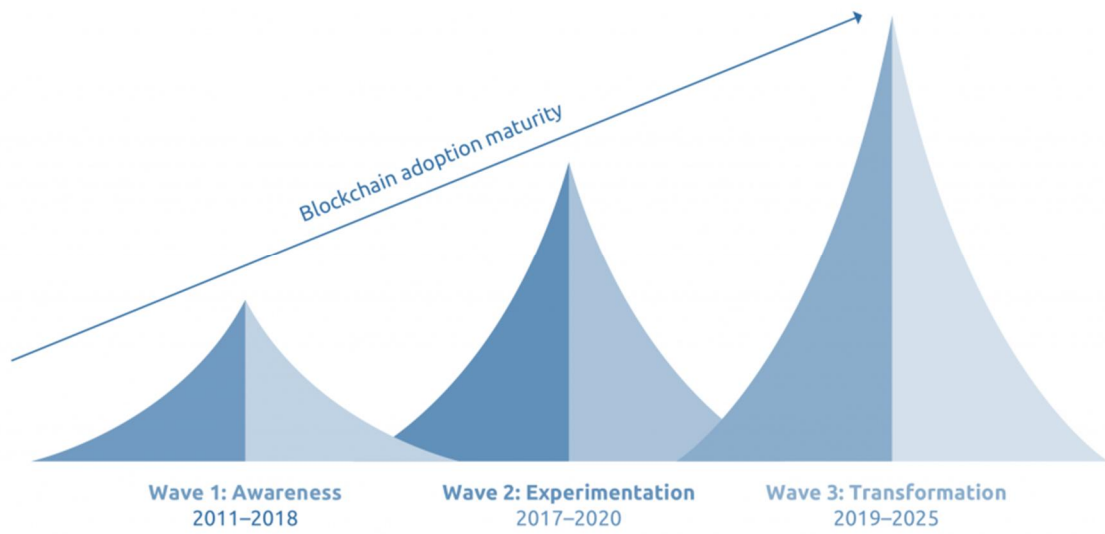 Blockchain adoption maturity
Wave 1: Awareness
2011–2018
Wave 2: Experimentation
2017–2020
Wave 3: Transformation
2019–2025